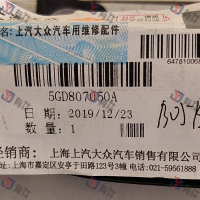 名: 上汽大众汽车用维修配件
6478100
5GD807050A
日期: 2019/12/23
数量: 1
经销商: 上海上汽大众汽车销售有限公司
上海市嘉定区安亭于田路123号3幢 电话:021-59561888